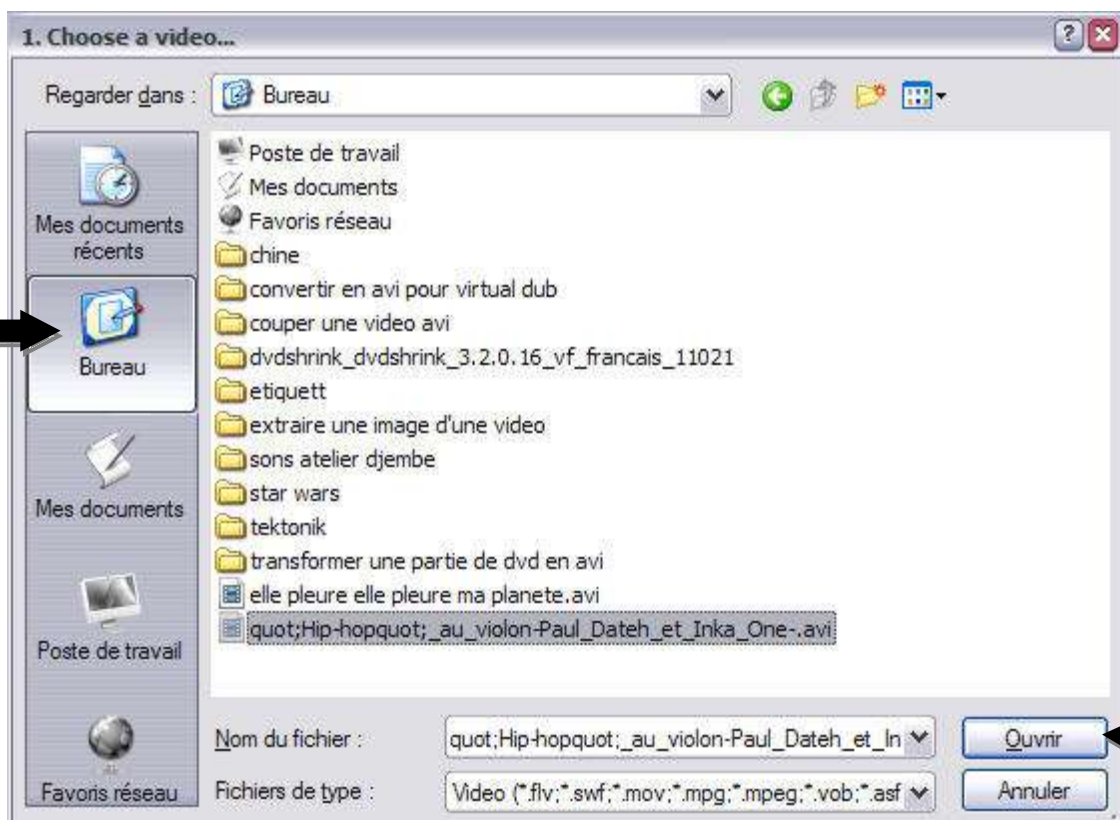 1. Choose a video...
Regarder dans :
Bureau
Mes documents
récents
Bureau
Mes documents
Poste de travail
Favoris réseau
Poste de travail
Mes documents
Favoris réseau
chine
convertir en avi pour virtual dub
couper une video avi
dvdshrink_dvdshrink_3.2.0.16_vf_francais_11021
etiquett
extraire une image d'une video
sons atelier djembe
star wars
tektonik
transformer une partie de dvd en avi
elle pleure elle pleure ma planete.avi
quot;Hip-hopquot;_au_violon-Paul_Dateh_et_Inka_One-.avi
Nom du fichier :
quot;Hip-hopquot;_au_violon-Paul_Dateh_et_In
Ouvrir
Fichiers de type :
Video (*.flv;*.swf;*.mov;*.mpg;*.mpeg;*.vob;*.asf
Annuler